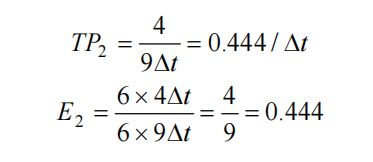 TP₂ = 4 / 9Δt = 0.444 / Δt
E₂ = 6 × 4Δt / 6 × 9Δt = 4 / 9 = 0.444